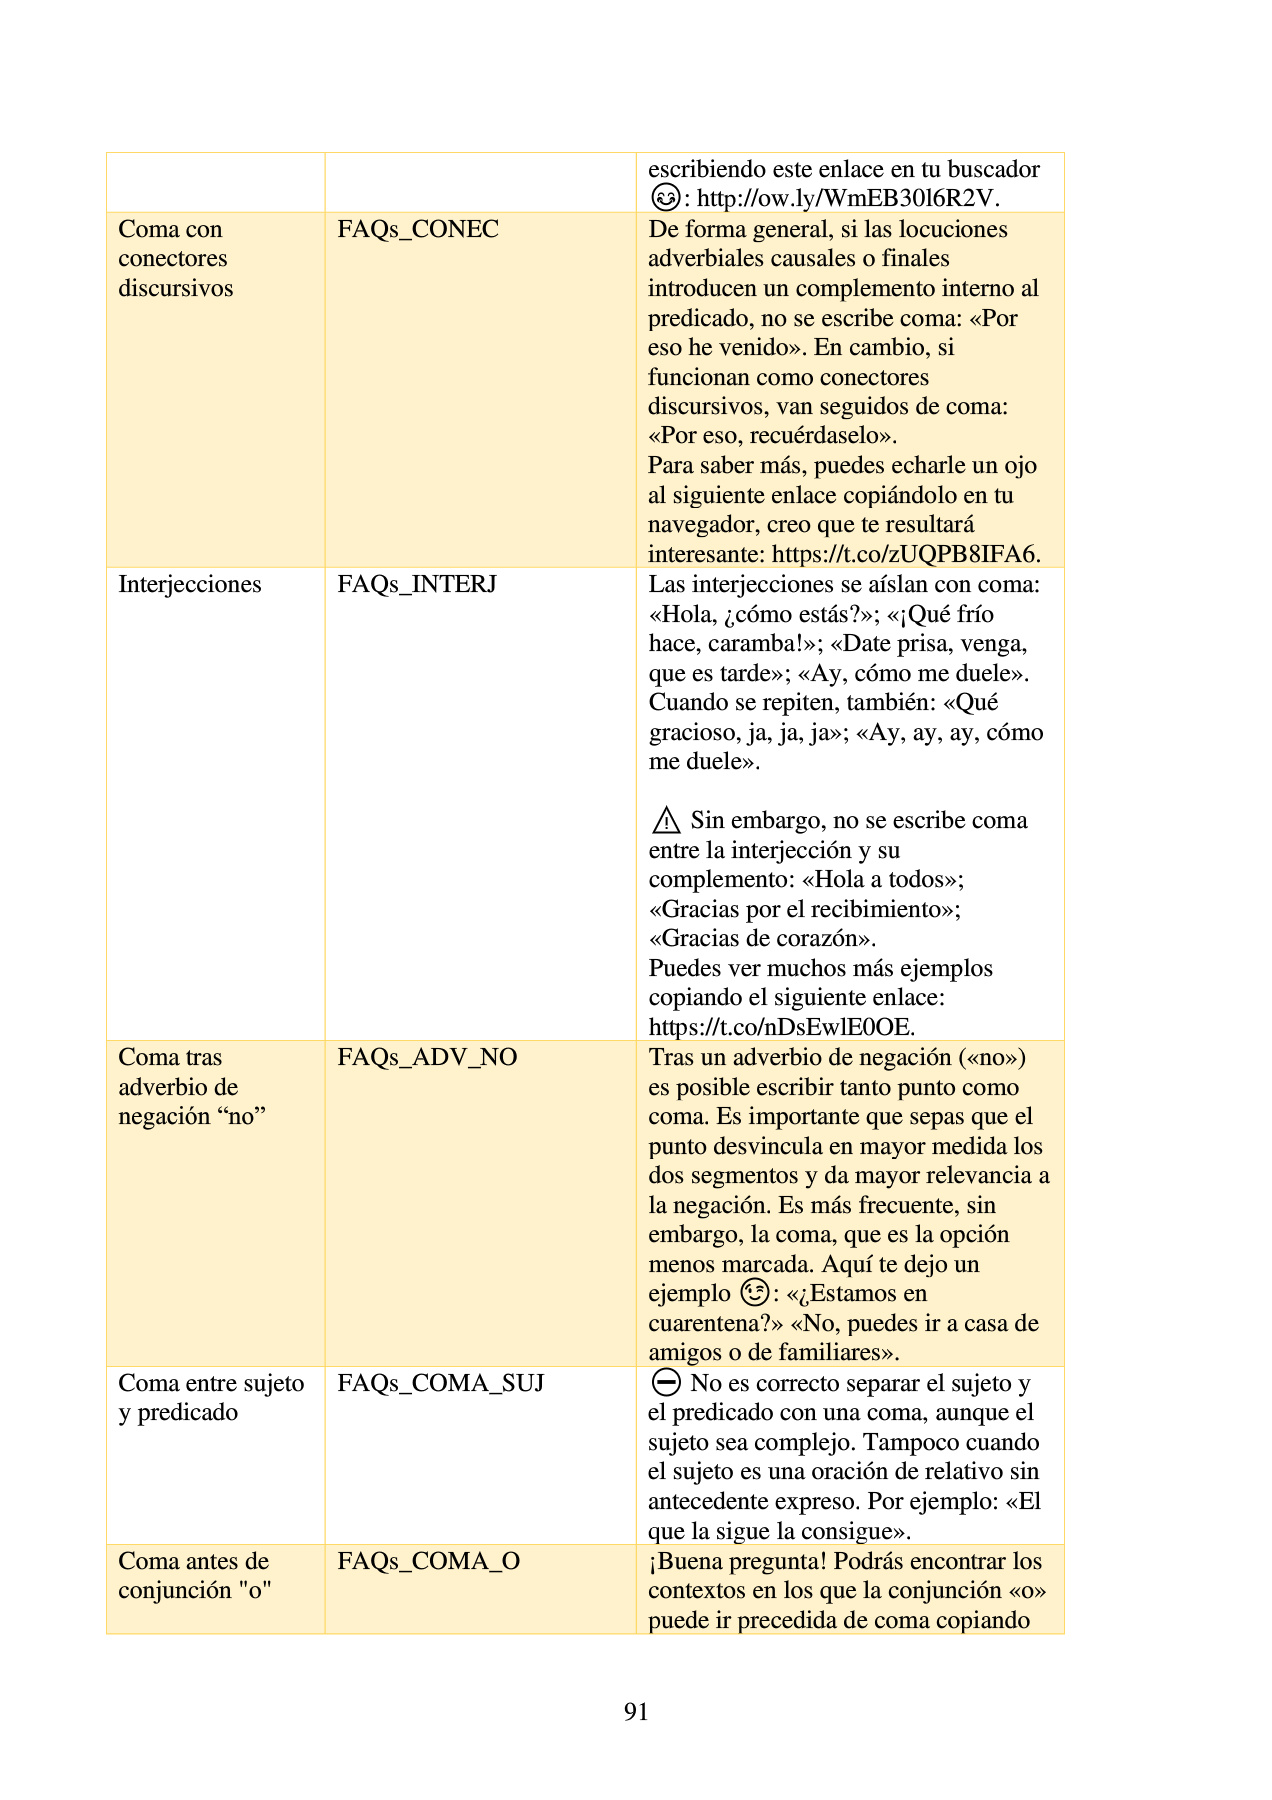 escribiendo este enlace en tu buscador
😊: http://ow.ly/WmEB30l6R2V.
Coma con
conectores
discursivos
FAQs_CONEC
De forma general, si las locuciones
adverbiales causales o finales
introducen un complemento interno al
predicado, no se escribe coma: «Por
eso he venido». En cambio, si
funcionan como conectores
discursivos, van seguidos de coma:
«Por eso, recuérdaselo».
Para saber más, puedes echarle un ojo
al siguiente enlace copiándolo en tu
navegador, creo que te resultará
interesante: https://t.co/zUQPB8IFA6.
Interjecciones
FAQs_INTERJ
Las interjecciones se aíslan con coma:
«Hola, ¿cómo estás?»; «¡Qué frío
hace, caramba!»; «Date prisa, venga,
que es tarde»; «Ay, cómo me duele».
Cuando se repiten, también: «Qué
gracioso, ja, ja, ja»; «Ay, ay, ay, cómo
me duele».
⚠ Sin embargo, no se escribe coma
entre la interjección y su
complemento: «Hola a todos»;
«Gracias por el recibimiento»;
«Gracias de corazón».
Puedes ver muchos más ejemplos
copiando el siguiente enlace:
https://t.co/nDsEwlE0OE.
Coma tras
adverbio de
negación “no”
FAQs_ADV_NO
Tras un adverbio de negación («no»)
es posible escribir tanto punto como
coma. Es importante que sepas que el
punto desvincula en mayor medida los
dos segmentos y da mayor relevancia a
la negación. Es más frecuente, sin
embargo, la coma, que es la opción
menos marcada. Aquí te dejo un
ejemplo 😉: «¿Estamos en
cuarentena?» «No, puedes ir a casa de
amigos o de familiares».
Coma entre sujeto
y predicado
FAQs_COMA_SUJ
⛔ No es correcto separar el sujeto y
el predicado con una coma, aunque el
sujeto sea complejo. Tampoco cuando
el sujeto es una oración de relativo sin
antecedente expreso. Por ejemplo: «El
que la sigue la consigue».
Coma antes de
conjunción "o"
FAQs_COMA_O
¡Buena pregunta! Podrás encontrar los
contextos en los que la conjunción «o»
puede ir precedida de coma copiando
91